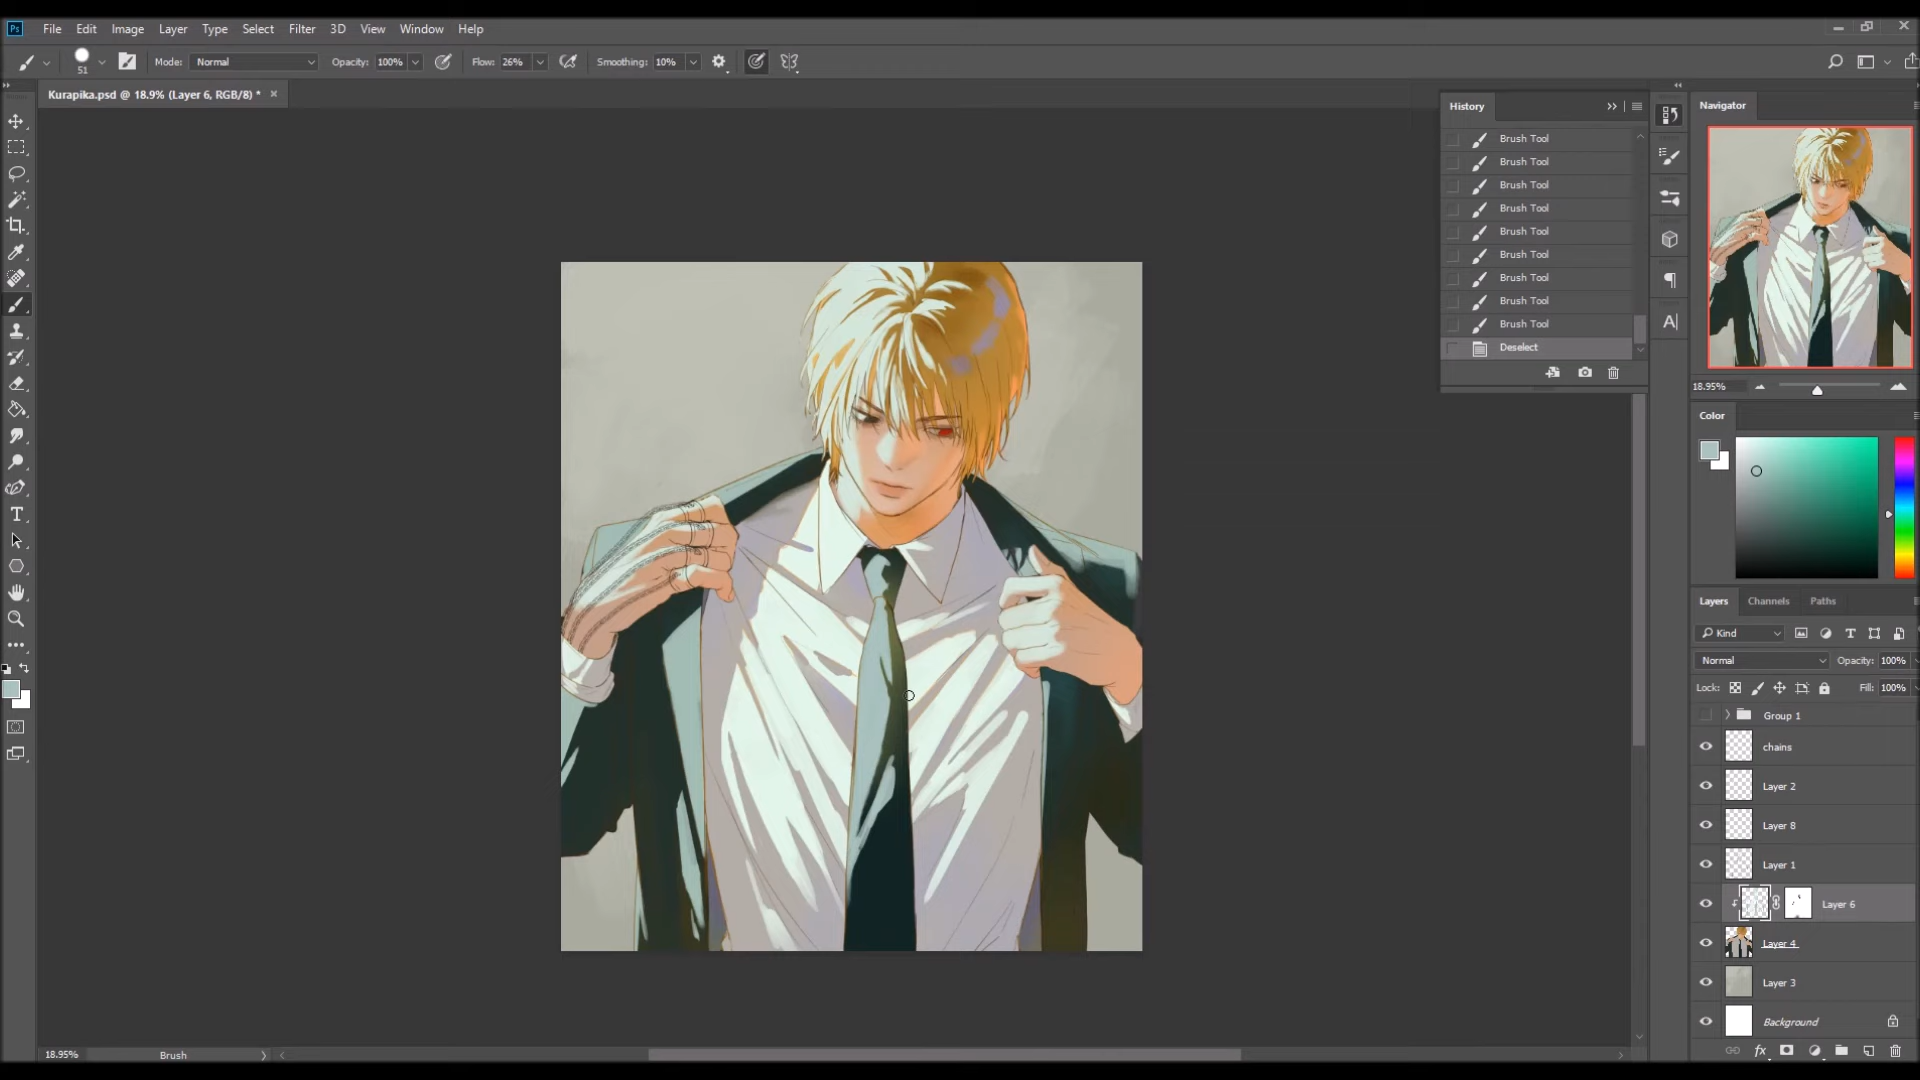 Ps File Edit Image Layer Type Select Filter 3D View Window Help
51 Mode: Normal Opacity: 100% Flow: 26% Smoothing: 10%
Kurapika.psd @ 18.9% (Layer 6, RGB/8) *
History
Brush Tool
Brush Tool
Brush Tool
Brush Tool
Brush Tool
Brush Tool
Brush Tool
Brush Tool
Brush Tool
Deselect
Navigator
18.95%
Color
Layers Channels Paths
Kind
Normal Opacity: 100%
Lock: Fill: 100%
Group 1
chains
Layer 2
Layer 8
Layer 1
Layer 6
Layer 4
Layer 3
Background
fx
18.95% Brush